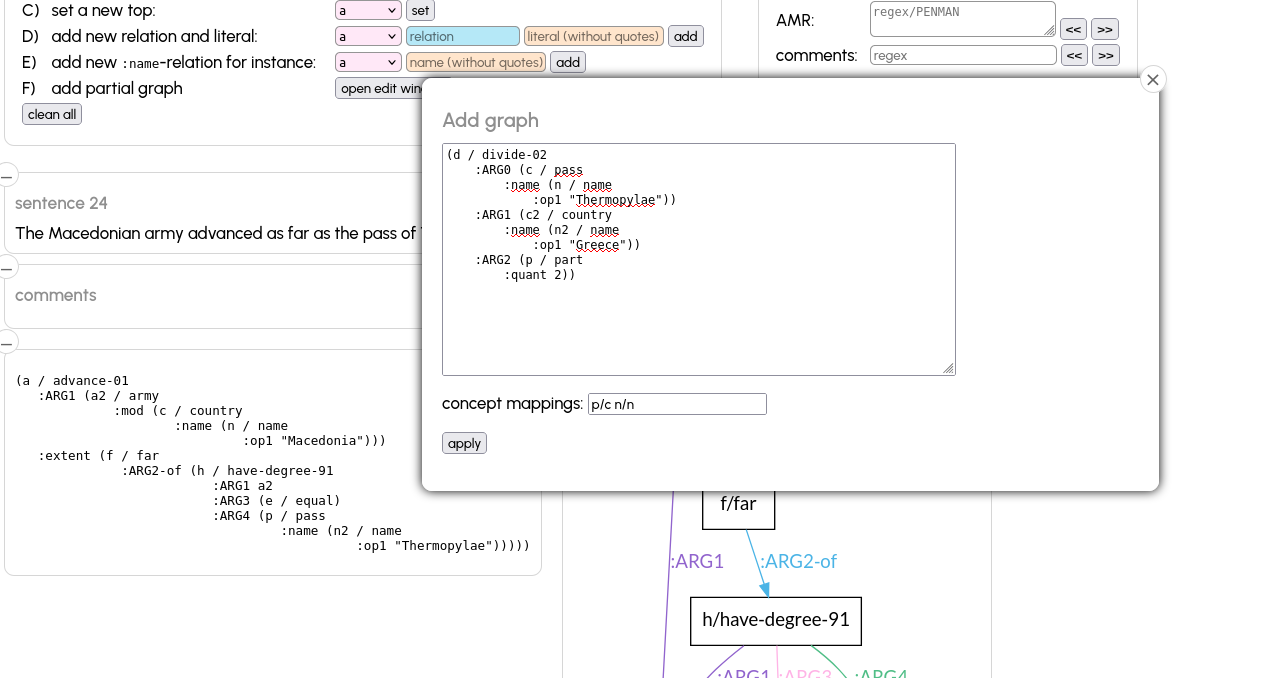 C) set a new top: a set
D) add new relation and literal: a relation literal (without quotes) add
E) add new :name-relation for instance: a name (without quotes) add
F) add partial graph open edit win
clean all
AMR: regex/PENMAN << >>
comments: regex << >>
sentence 24
The Macedonian army advanced as far as the pass of
comments
(a / advance-01
:ARG1 (a2 / army
:mod (c / country
:name (n / name
:op1 "Macedonia")))
:extent (f / far
:ARG2-of (h / have-degree-91
:ARG1 a2
:ARG3 (e / equal)
:ARG4 (p / pass
:name (n2 / name
:op1 "Thermopylae")))))
Add graph
(d / divide-02
:ARG0 (c / pass
:name (n / name
:op1 "Thermopylae"))
:ARG1 (c2 / country
:name (n2 / name
:op1 "Greece"))
:ARG2 (p / part
:quant 2))
concept mappings: p/c n/n
apply
f/far
:ARG1 :ARG2-of
h/have-degree-91
:ARG1 :ARG3 :ARG4